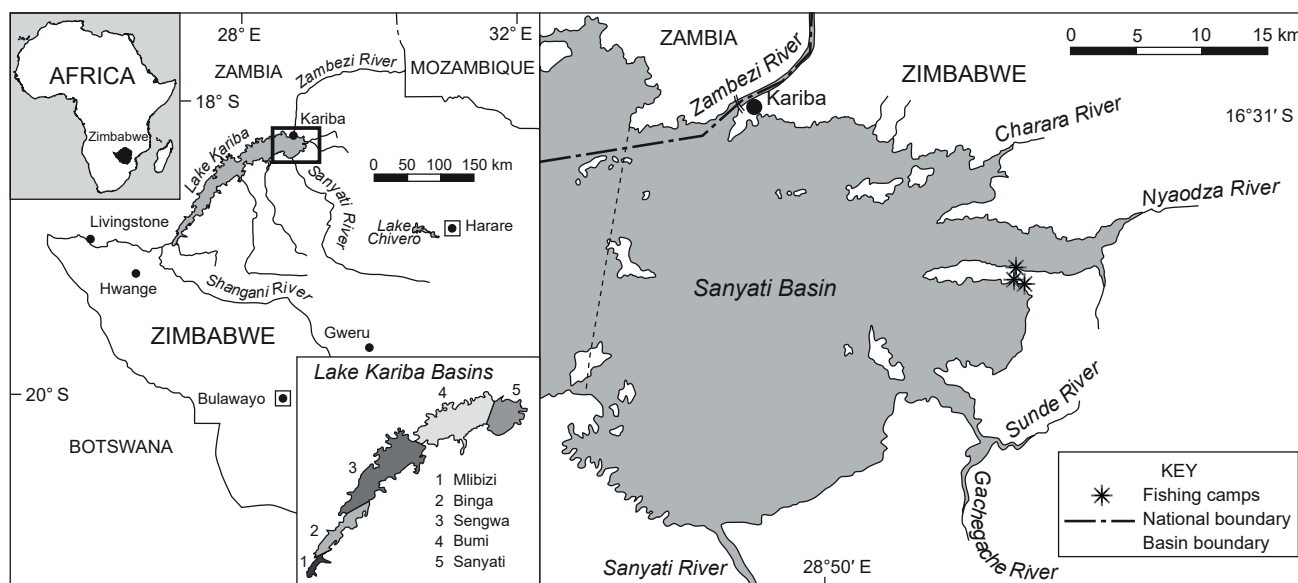 AFRICA
Zimbabwe
28° E
32° E
ZAMBIA
Zambezi River
MOZAMBIQUE
18° S
Kariba
Lake Kariba
0 50 100 150 km
Sanyati River
Livingstone
Lake
Chivero
Harare
Hwange
Shangani River
ZIMBABWE
Gweru
20° S
Bulawayo
BOTSWANA
Lake Kariba Basins
4
5
3
2
1
1 Mlibizi
2 Binga
3 Sengwa
4 Bumi
5 Sanyati
ZAMBIA
Zambezi River
Kariba
ZIMBABWE
0 5 10 15 km
16°31′ S
Charara River
Nyaodza River
Sanyati Basin
Sunde River
Gachegache River
Sanyati River
28°50′ E
KEY
Fishing camps
National boundary
Basin boundary